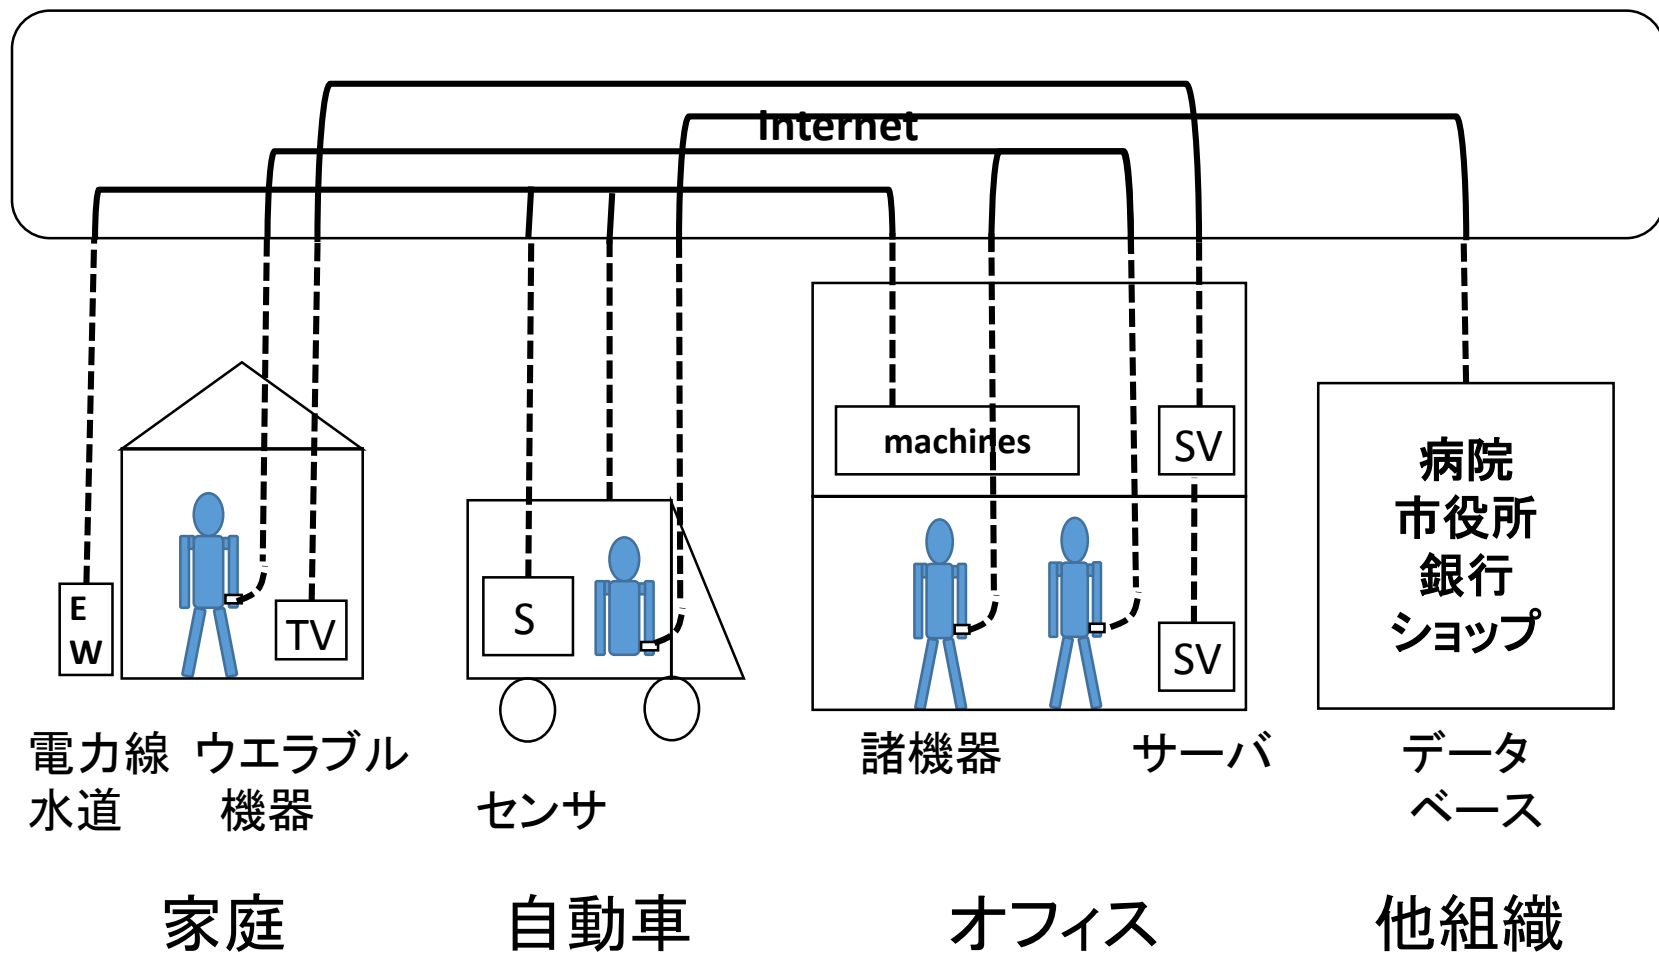 Internet
machines
SV
病院
市役所
銀行
ショップ
E
W
TV
S
SV
電力線
水道
ウエラブル
機器
センサ
諸機器
サーバ
データ
ベース
家庭
自動車
オフィス
他組織